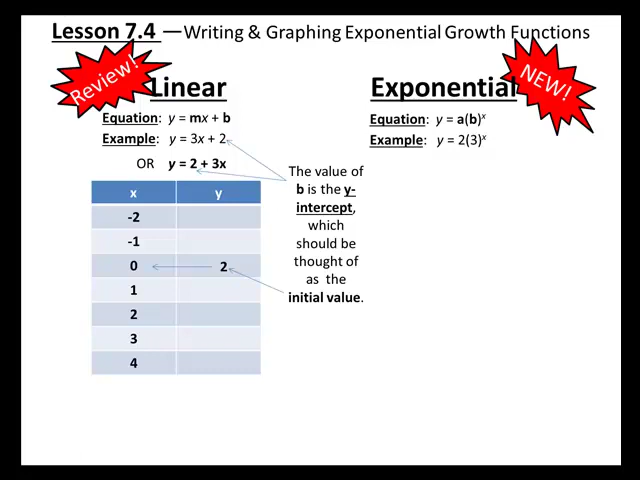 Lesson 7.4 —Writing & Graphing Exponential Growth Functions
Review!
Linear
Equation: y = mx + b
Example: y = 3x + 2
OR y = 2 + 3x
x y
-2
-1
0 2
1
2
3
4
The value of
b is the y-
intercept,
which
should be
thought of
as the
initial value.
Exponential
NEW!
Equation: y = a(b)ˣ
Example: y = 2(3)ˣ